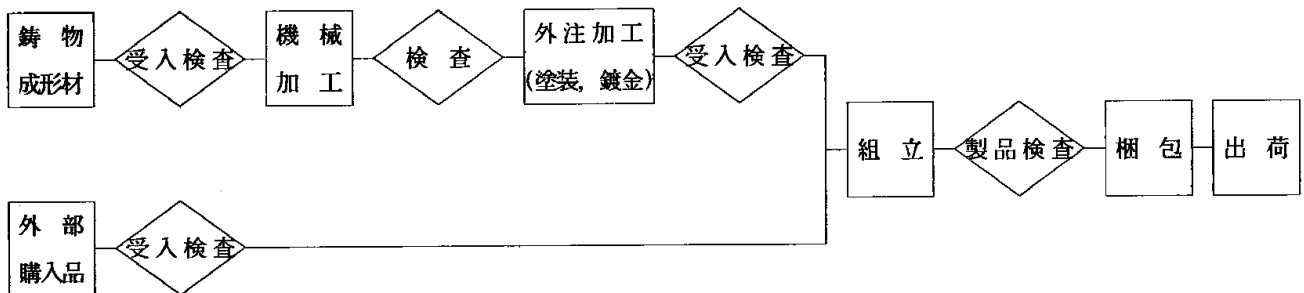 鋳物
成形材
受入検査
機械
加工
検査
外注加工
(塗装, 鍍金)
受入検査
組立
製品検査
梱包
出荷
外部
購入品
受入検査